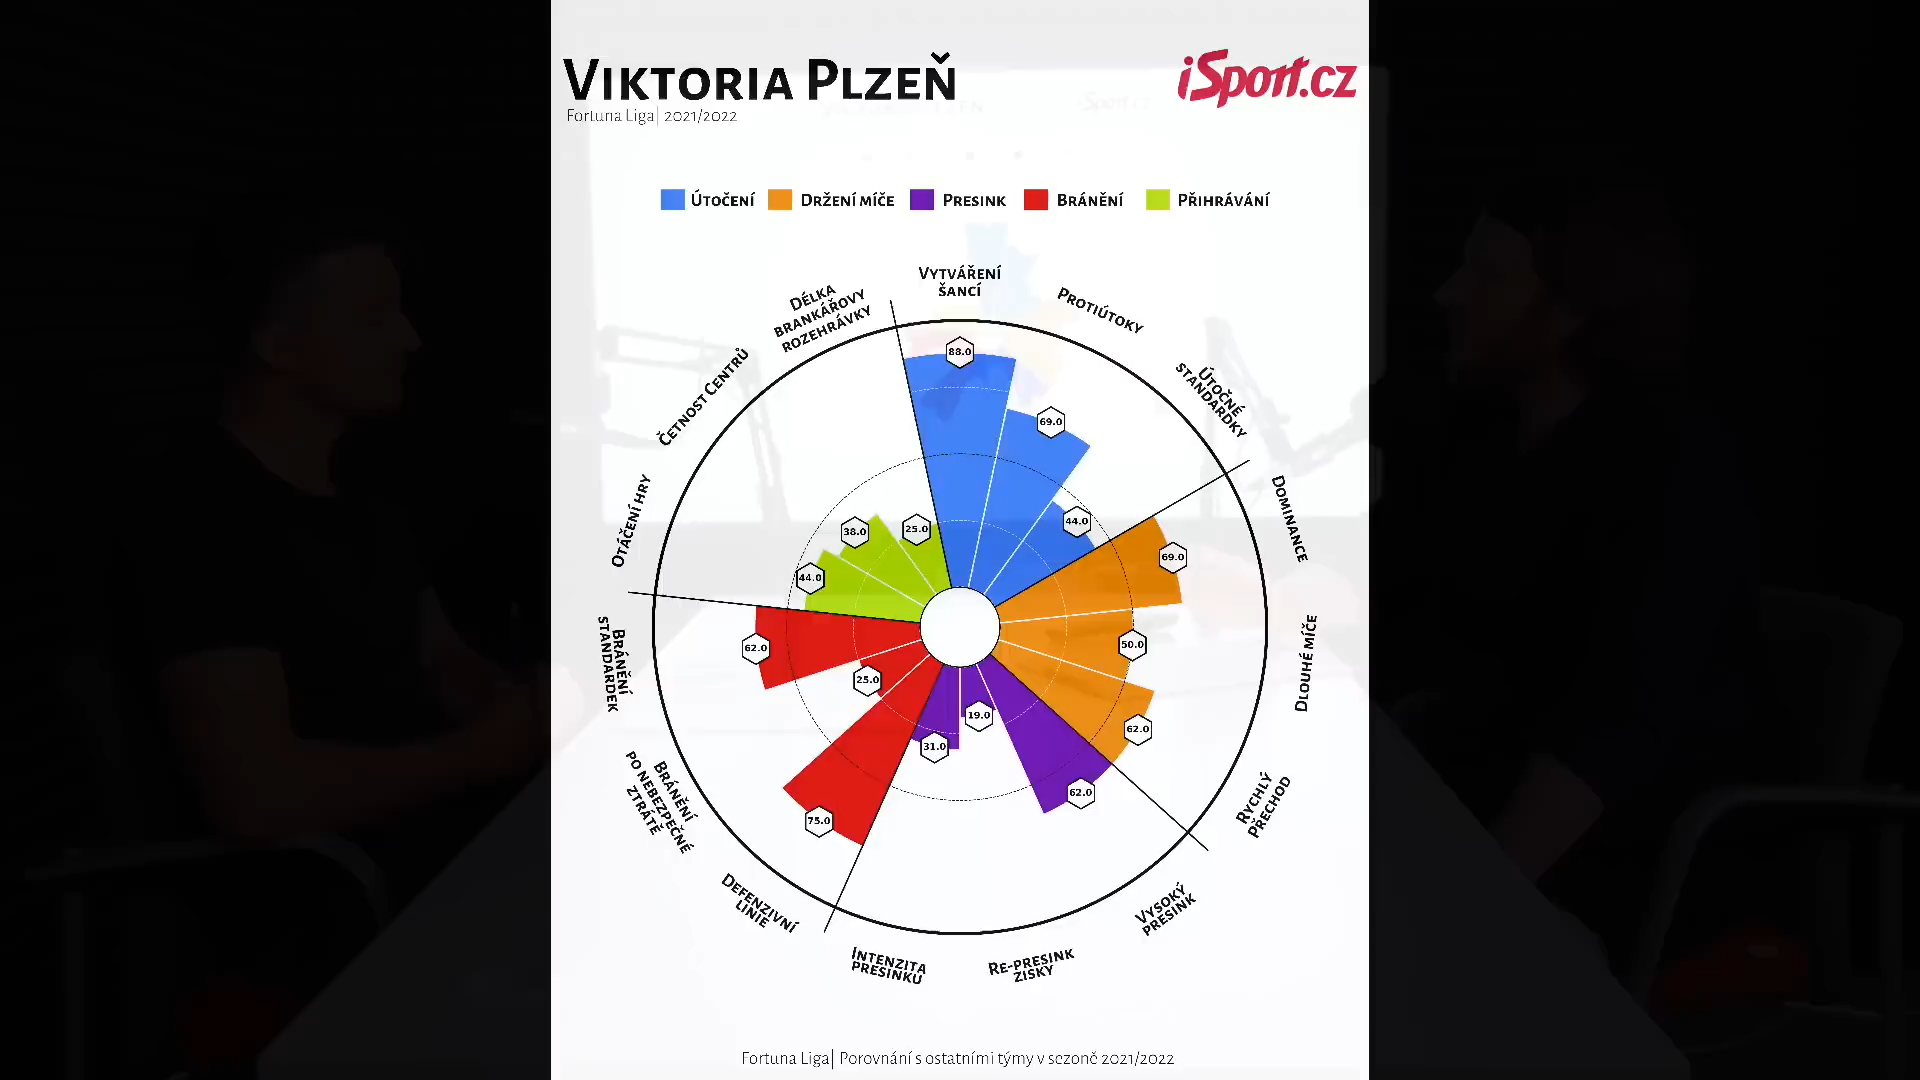 Viktoria Plzeň
iSport.cz
Fortuna Liga| 2021/2022
Útočení
Držení míče
Presink
Bránění
Přihrávání
Vytváření
šancí
Protiútoky
Útočné
standardky
Dominance
Dlouhé míče
Rychlý
přechod
Vysoký
presink
Re-presink
zisky
Intenzita
presinku
Defenzivní
linie
Bránění
po nebezpečné
ztrátě
Bránění
standardek
Otáčení hry
Četnost centrů
Délka
brankářovy
rozehrávky
88.0
69.0
44.0
69.0
50.0
62.0
62.0
19.0
31.0
75.0
25.0
62.0
44.0
38.0
25.0
Fortuna Liga| Porovnání s ostatními týmy v sezoně 2021/2022